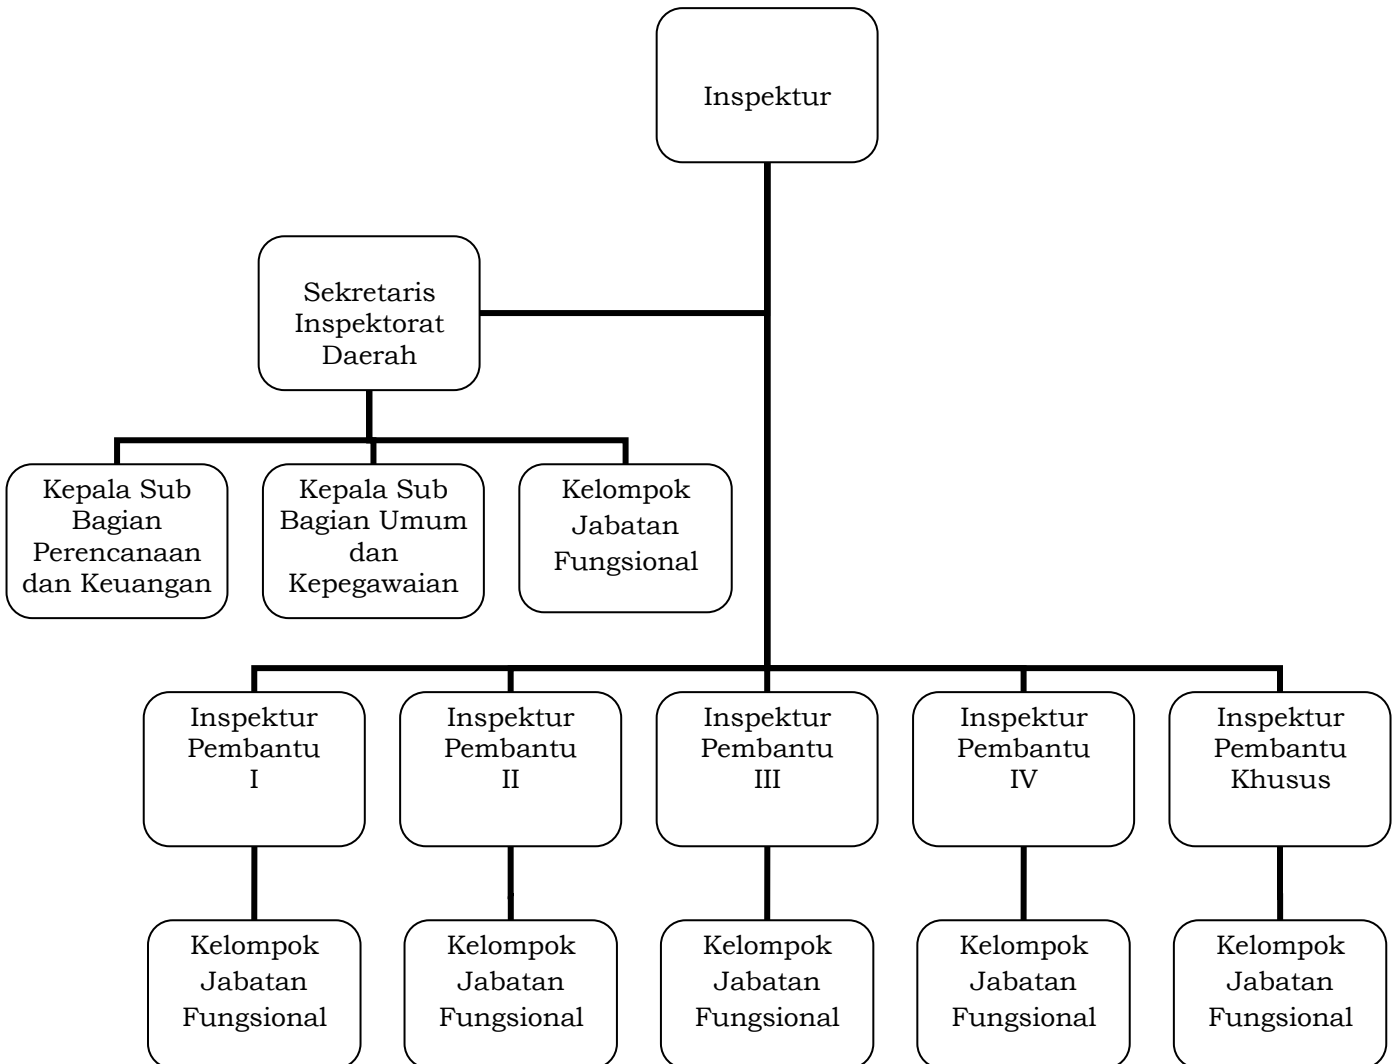 Inspektur
Sekretaris
Inspektorat
Daerah
Kepala Sub
Bagian
Perencanaan
dan Keuangan
Kepala Sub
Bagian Umum
dan
Kepegawaian
Kelompok
Jabatan
Fungsional
Inspektur
Pembantu
I
Inspektur
Pembantu
II
Inspektur
Pembantu
III
Inspektur
Pembantu
IV
Inspektur
Pembantu
Khusus
Kelompok
Jabatan
Fungsional
Kelompok
Jabatan
Fungsional
Kelompok
Jabatan
Fungsional
Kelompok
Jabatan
Fungsional
Kelompok
Jabatan
Fungsional